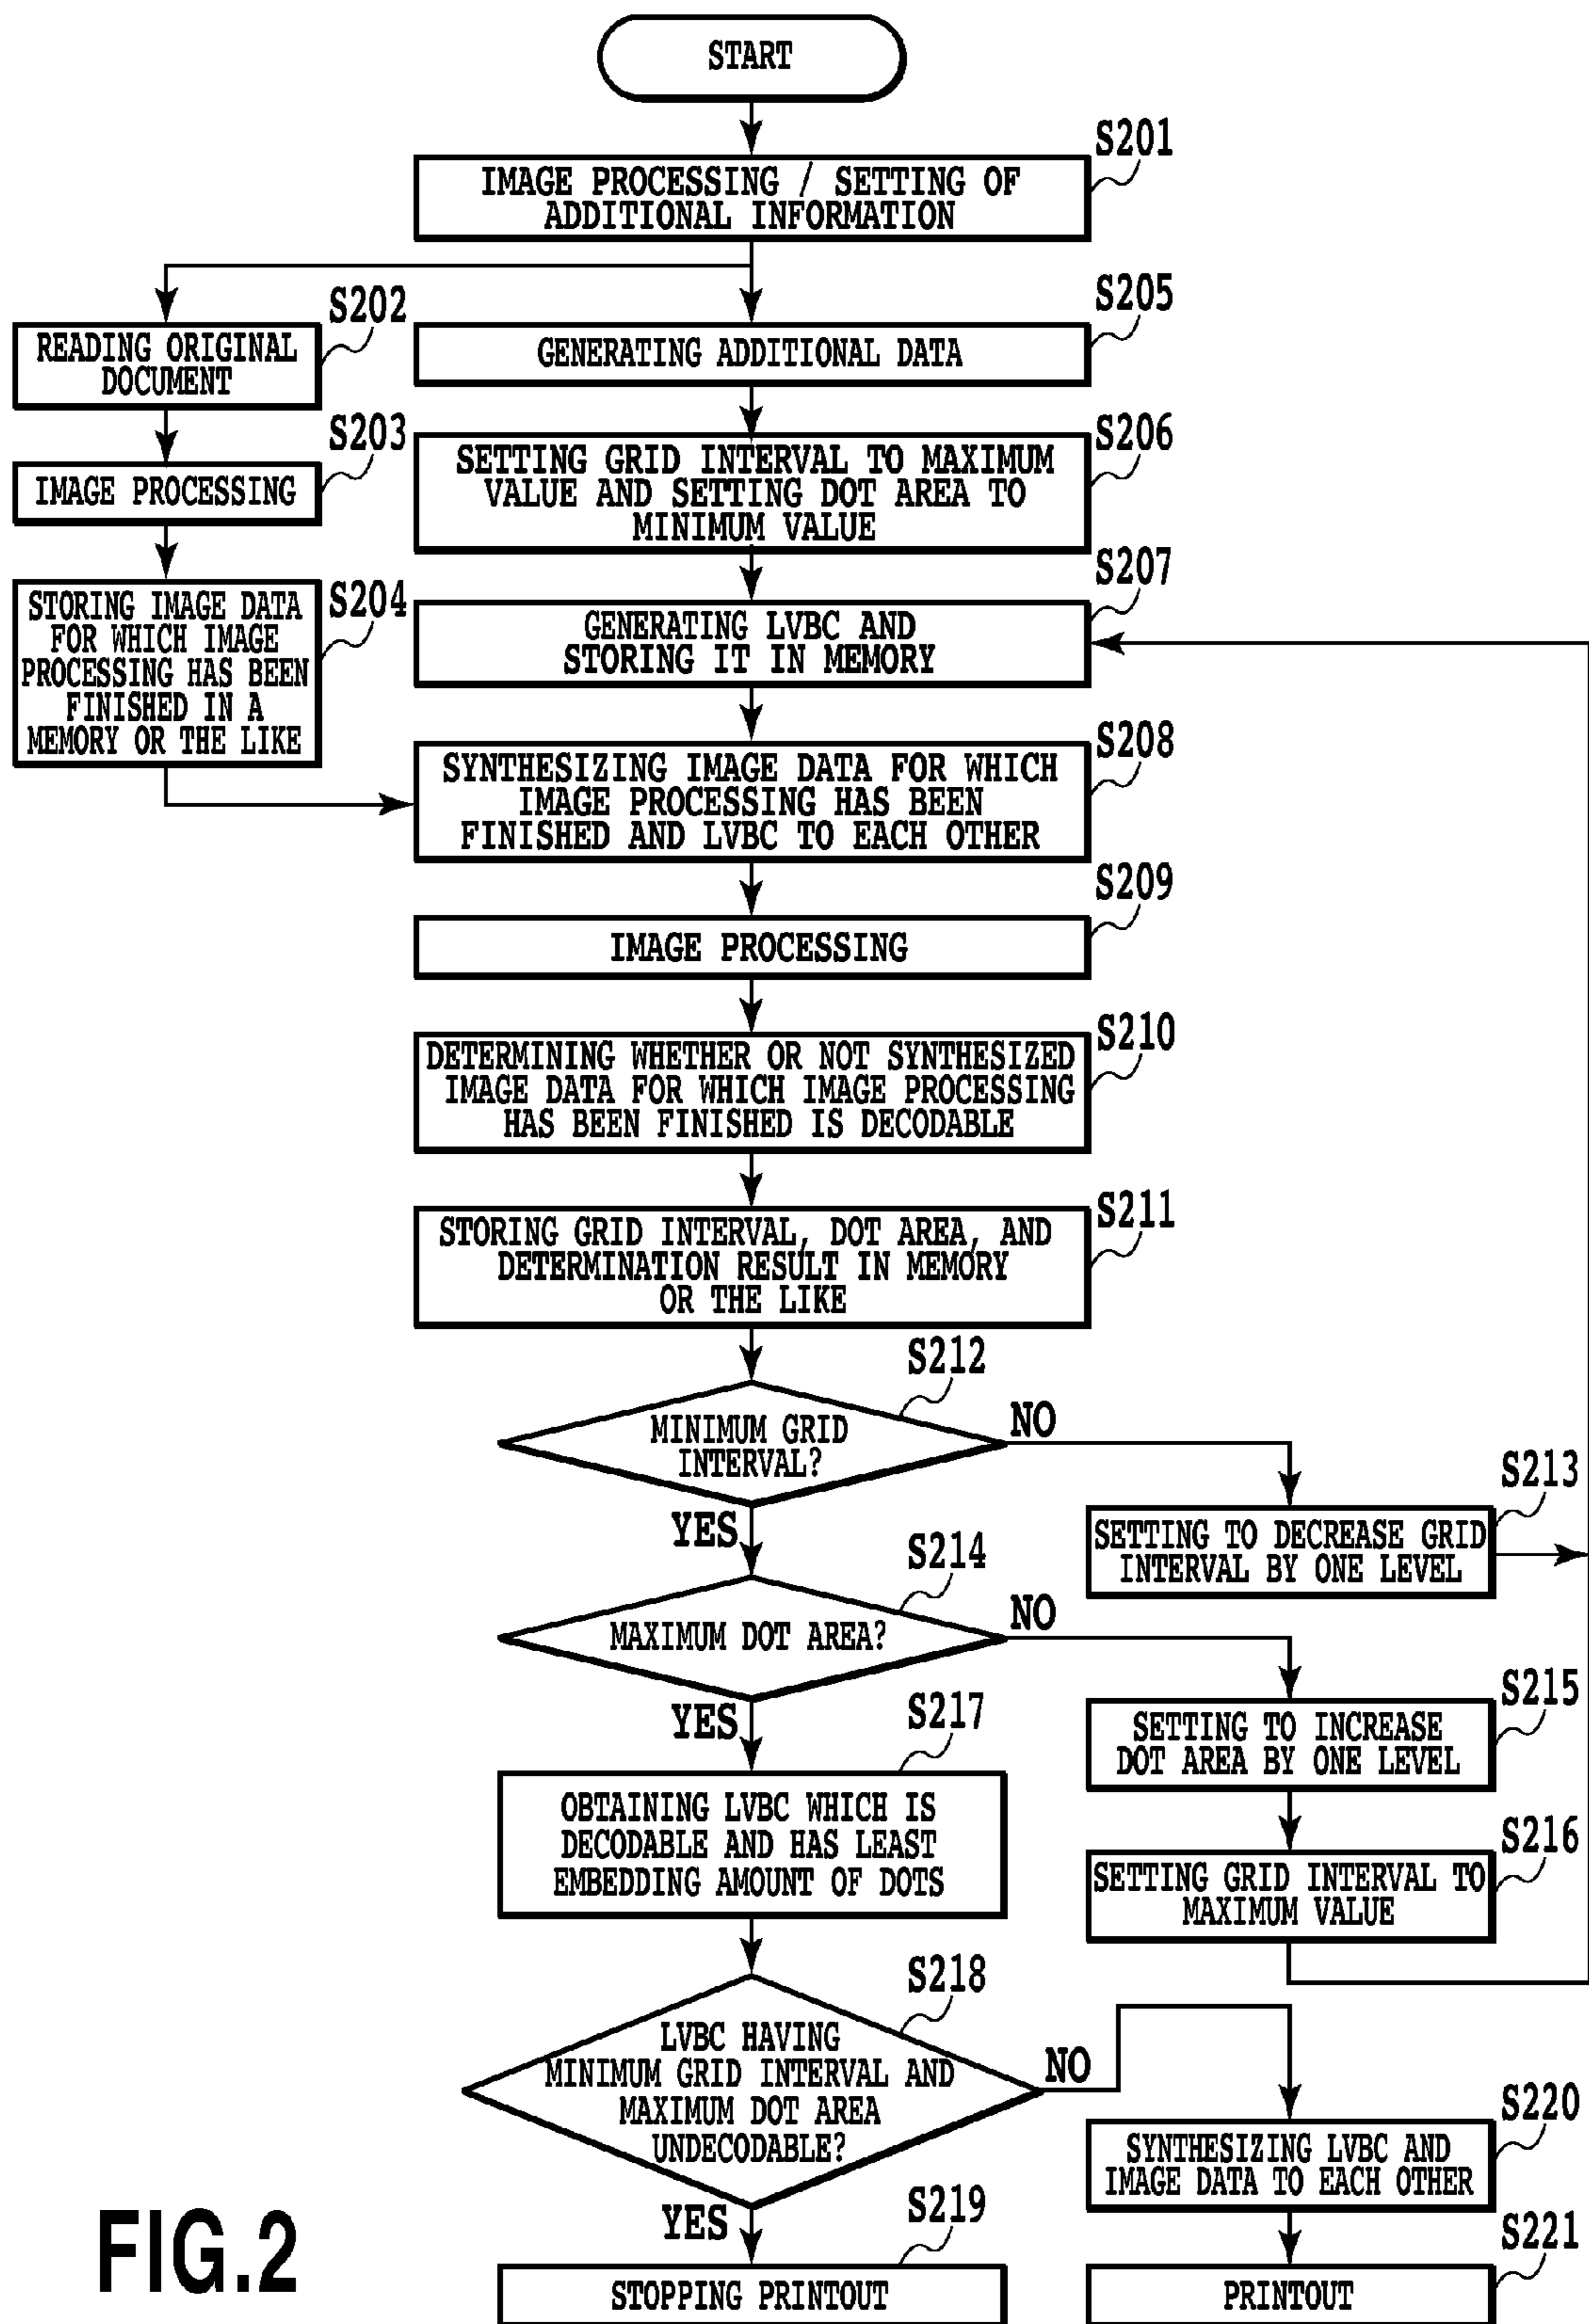 START
S201
IMAGE PROCESSING / SETTING OF
ADDITIONAL INFORMATION
S202
READING ORIGINAL
DOCUMENT
S203
IMAGE PROCESSING
S204
STORING IMAGE DATA
FOR WHICH IMAGE
PROCESSING HAS BEEN
FINISHED IN A
MEMORY OR THE LIKE
S205
GENERATING ADDITIONAL DATA
S206
SETTING GRID INTERVAL TO MAXIMUM
VALUE AND SETTING DOT AREA TO
MINIMUM VALUE
S207
GENERATING LVBC AND
STORING IT IN MEMORY
S208
SYNTHESIZING IMAGE DATA FOR WHICH
IMAGE PROCESSING HAS BEEN
FINISHED AND LVBC TO EACH OTHER
S209
IMAGE PROCESSING
S210
DETERMINING WHETHER OR NOT SYNTHESIZED
IMAGE DATA FOR WHICH IMAGE PROCESSING
HAS BEEN FINISHED IS DECODABLE
S211
STORING GRID INTERVAL, DOT AREA, AND
DETERMINATION RESULT IN MEMORY
OR THE LIKE
S212
MINIMUM GRID
INTERVAL?
NO
YES
S213
SETTING TO DECREASE GRID
INTERVAL BY ONE LEVEL
S214
MAXIMUM DOT AREA?
NO
YES
S215
SETTING TO INCREASE
DOT AREA BY ONE LEVEL
S216
SETTING GRID INTERVAL TO
MAXIMUM VALUE
S217
OBTAINING LVBC WHICH IS
DECODABLE AND HAS LEAST
EMBEDDING AMOUNT OF DOTS
S218
LVBC HAVING
MINIMUM GRID INTERVAL AND
MAXIMUM DOT AREA
UNDECODABLE?
NO
YES
S219
STOPPING PRINTOUT
S220
SYNTHESIZING LVBC AND
IMAGE DATA TO EACH OTHER
S221
PRINTOUT
FIG.2